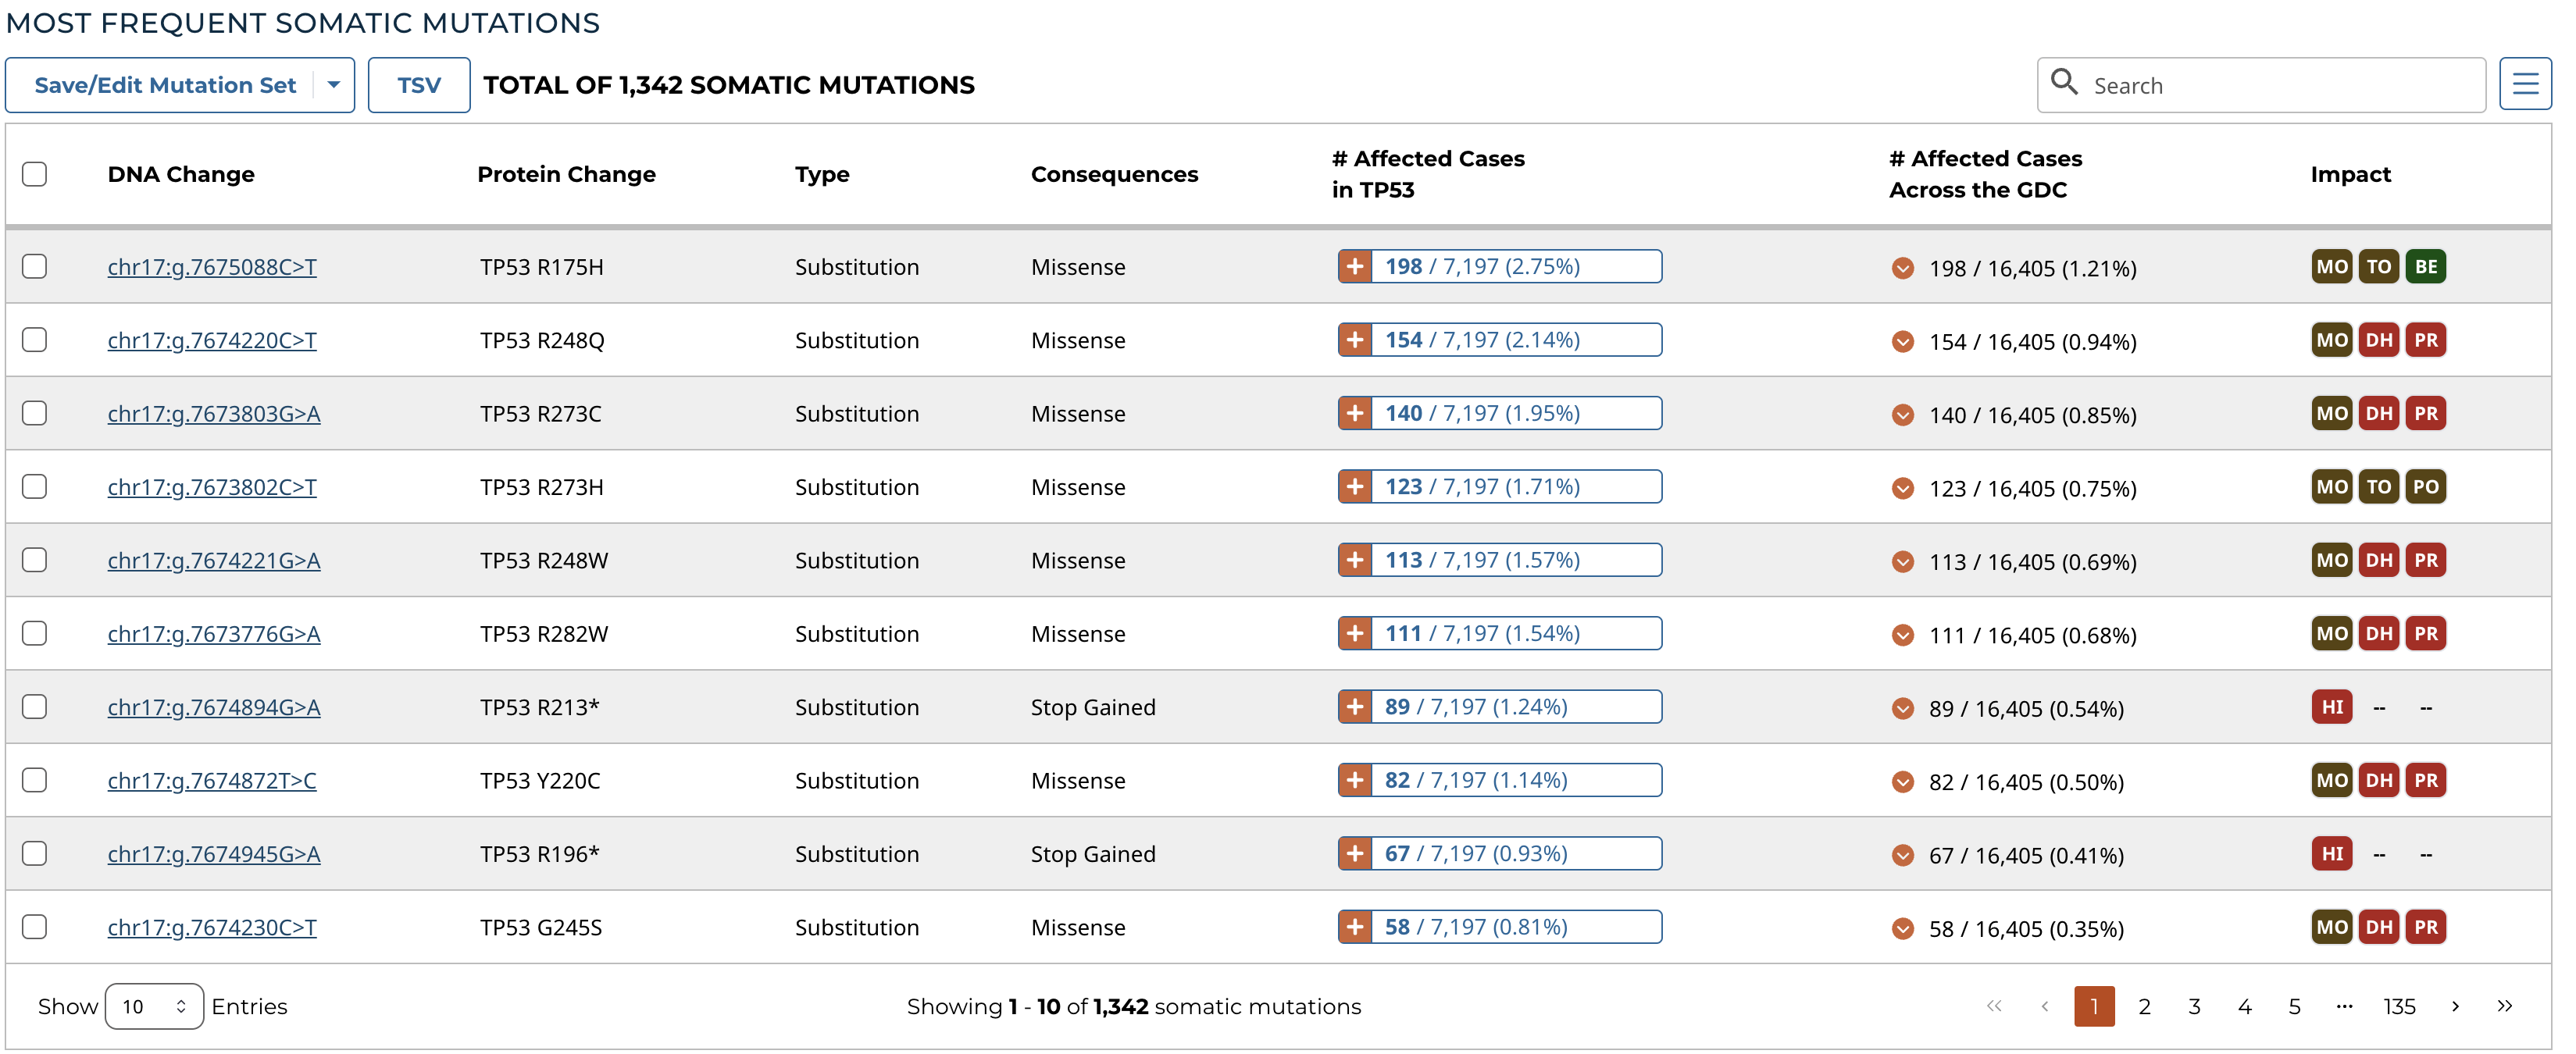 MOST FREQUENT SOMATIC MUTATIONS
Save/Edit Mutation Set TSV TOTAL OF 1,342 SOMATIC MUTATIONS Search
DNA Change Protein Change Type Consequences # Affected Cases in TP53 # Affected Cases Across the GDC Impact
chr17:g.7675088C>T TP53 R175H Substitution Missense + 198 / 7,197 (2.75%) 198 / 16,405 (1.21%) MO TO BE
chr17:g.7674220C>T TP53 R248Q Substitution Missense + 154 / 7,197 (2.14%) 154 / 16,405 (0.94%) MO DH PR
chr17:g.7673803G>A TP53 R273C Substitution Missense + 140 / 7,197 (1.95%) 140 / 16,405 (0.85%) MO DH PR
chr17:g.7673802C>T TP53 R273H Substitution Missense + 123 / 7,197 (1.71%) 123 / 16,405 (0.75%) MO TO PO
chr17:g.7674221G>A TP53 R248W Substitution Missense + 113 / 7,197 (1.57%) 113 / 16,405 (0.69%) MO DH PR
chr17:g.7673776G>A TP53 R282W Substitution Missense + 111 / 7,197 (1.54%) 111 / 16,405 (0.68%) MO DH PR
chr17:g.7674894G>A TP53 R213* Substitution Stop Gained + 89 / 7,197 (1.24%) 89 / 16,405 (0.54%) HI -- --
chr17:g.7674872T>C TP53 Y220C Substitution Missense + 82 / 7,197 (1.14%) 82 / 16,405 (0.50%) MO DH PR
chr17:g.7674945G>A TP53 R196* Substitution Stop Gained + 67 / 7,197 (0.93%) 67 / 16,405 (0.41%) HI -- --
chr17:g.7674230C>T TP53 G245S Substitution Missense + 58 / 7,197 (0.81%) 58 / 16,405 (0.35%) MO DH PR
Show 10 Entries Showing 1 - 10 of 1,342 somatic mutations « ‹ 1 2 3 4 5 ··· 135 › »